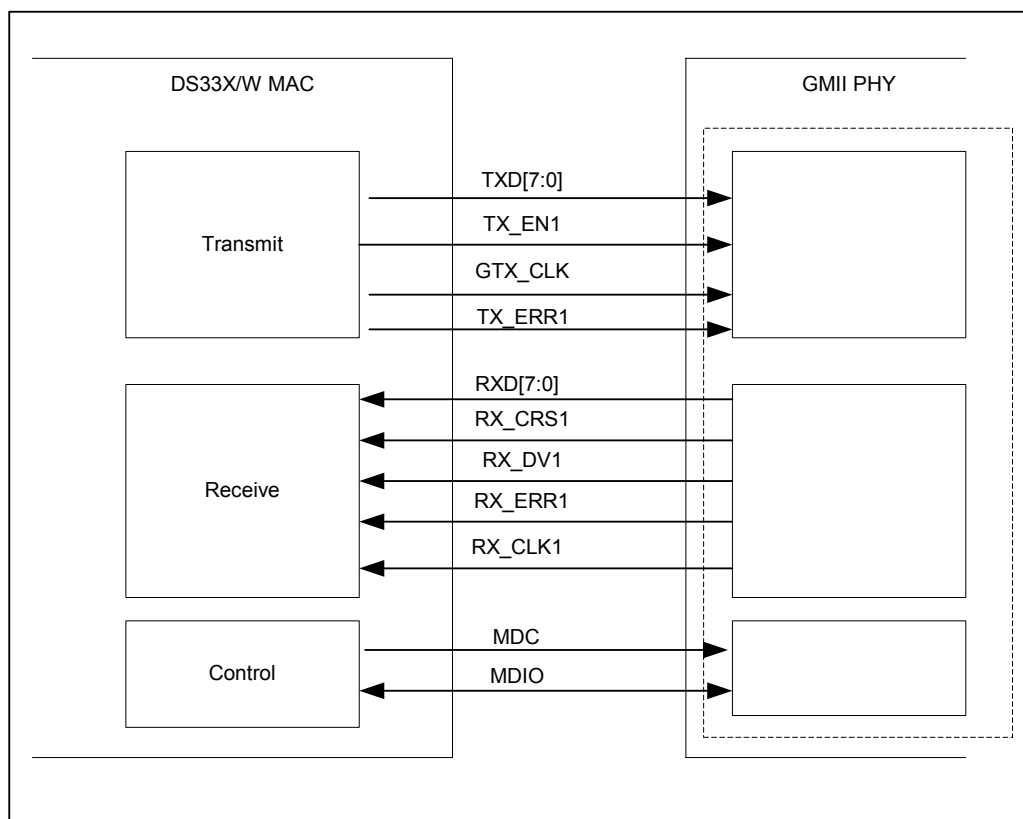 DS33X/W MAC
GMII PHY
TXD[7:0]
TX_EN1
Transmit
GTX_CLK
TX_ERR1
RXD[7:0]
RX_CRS1
RX_DV1
Receive
RX_ERR1
RX_CLK1
MDC
Control
MDIO